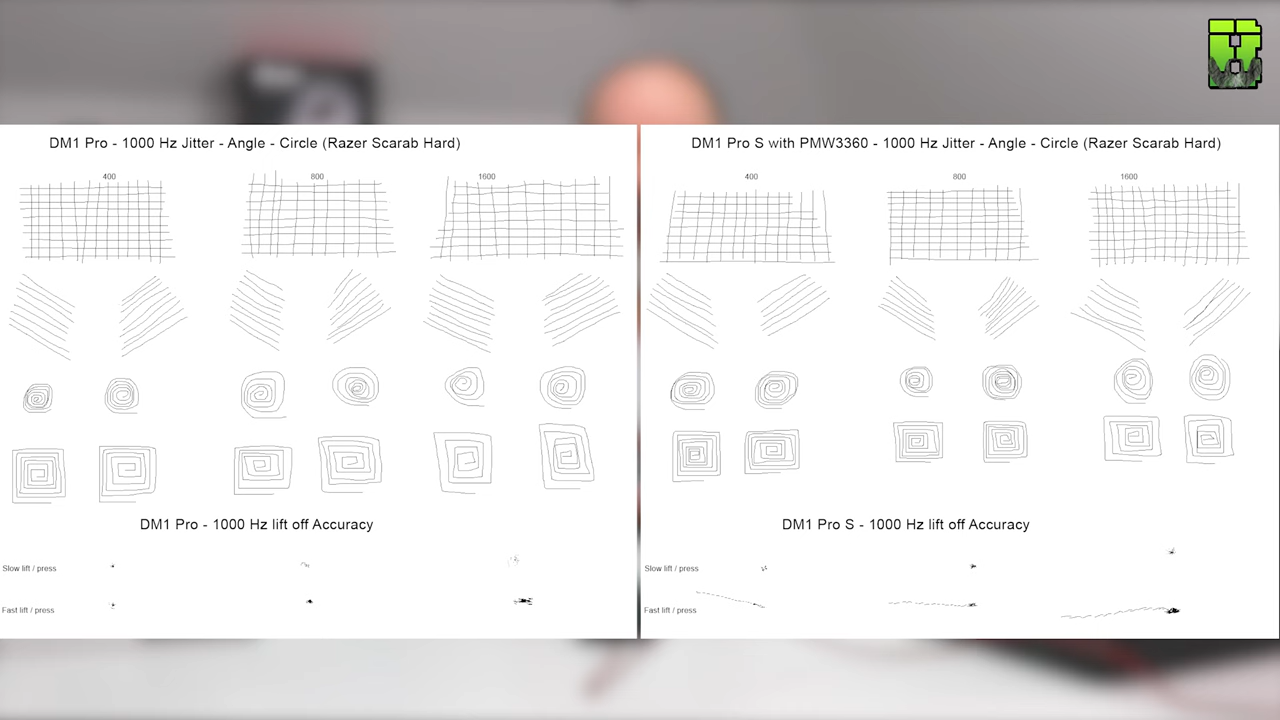 DM1 Pro - 1000 Hz Jitter - Angle - Circle (Razer Scarab Hard)
400 800 1600
DM1 Pro - 1000 Hz lift off Accuracy
Slow lift / press
Fast lift / press
DM1 Pro S with PMW3360 - 1000 Hz Jitter - Angle - Circle (Razer Scarab Hard)
400 800 1600
DM1 Pro S - 1000 Hz lift off Accuracy
Slow lift / press
Fast lift / press